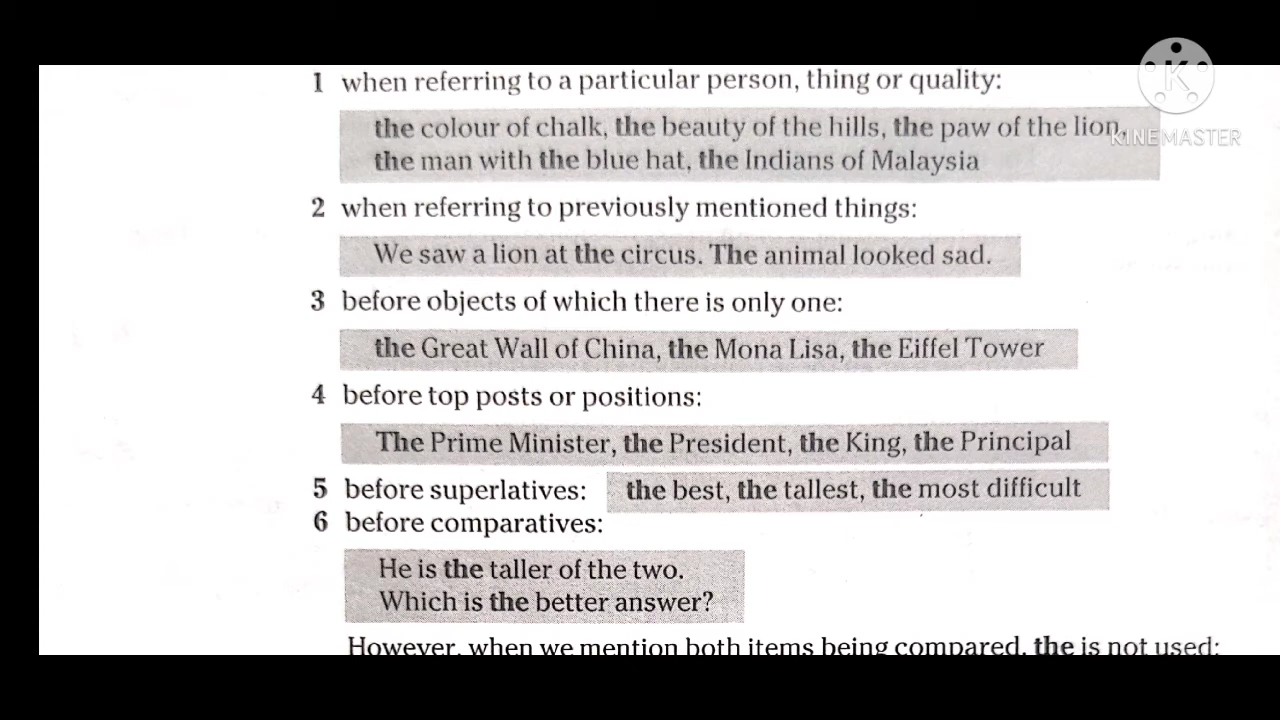 1 when referring to a particular person, thing or quality:
the colour of chalk, the beauty of the hills, the paw of the lion,
the man with the blue hat, the Indians of Malaysia
2 when referring to previously mentioned things:
We saw a lion at the circus. The animal looked sad.
3 before objects of which there is only one:
the Great Wall of China, the Mona Lisa, the Eiffel Tower
4 before top posts or positions:
The Prime Minister, the President, the King, the Principal
5 before superlatives: the best, the tallest, the most difficult
6 before comparatives:
He is the taller of the two.
Which is the better answer?
However, when we mention both items being compared, the is not used:
K
KINEMASTER